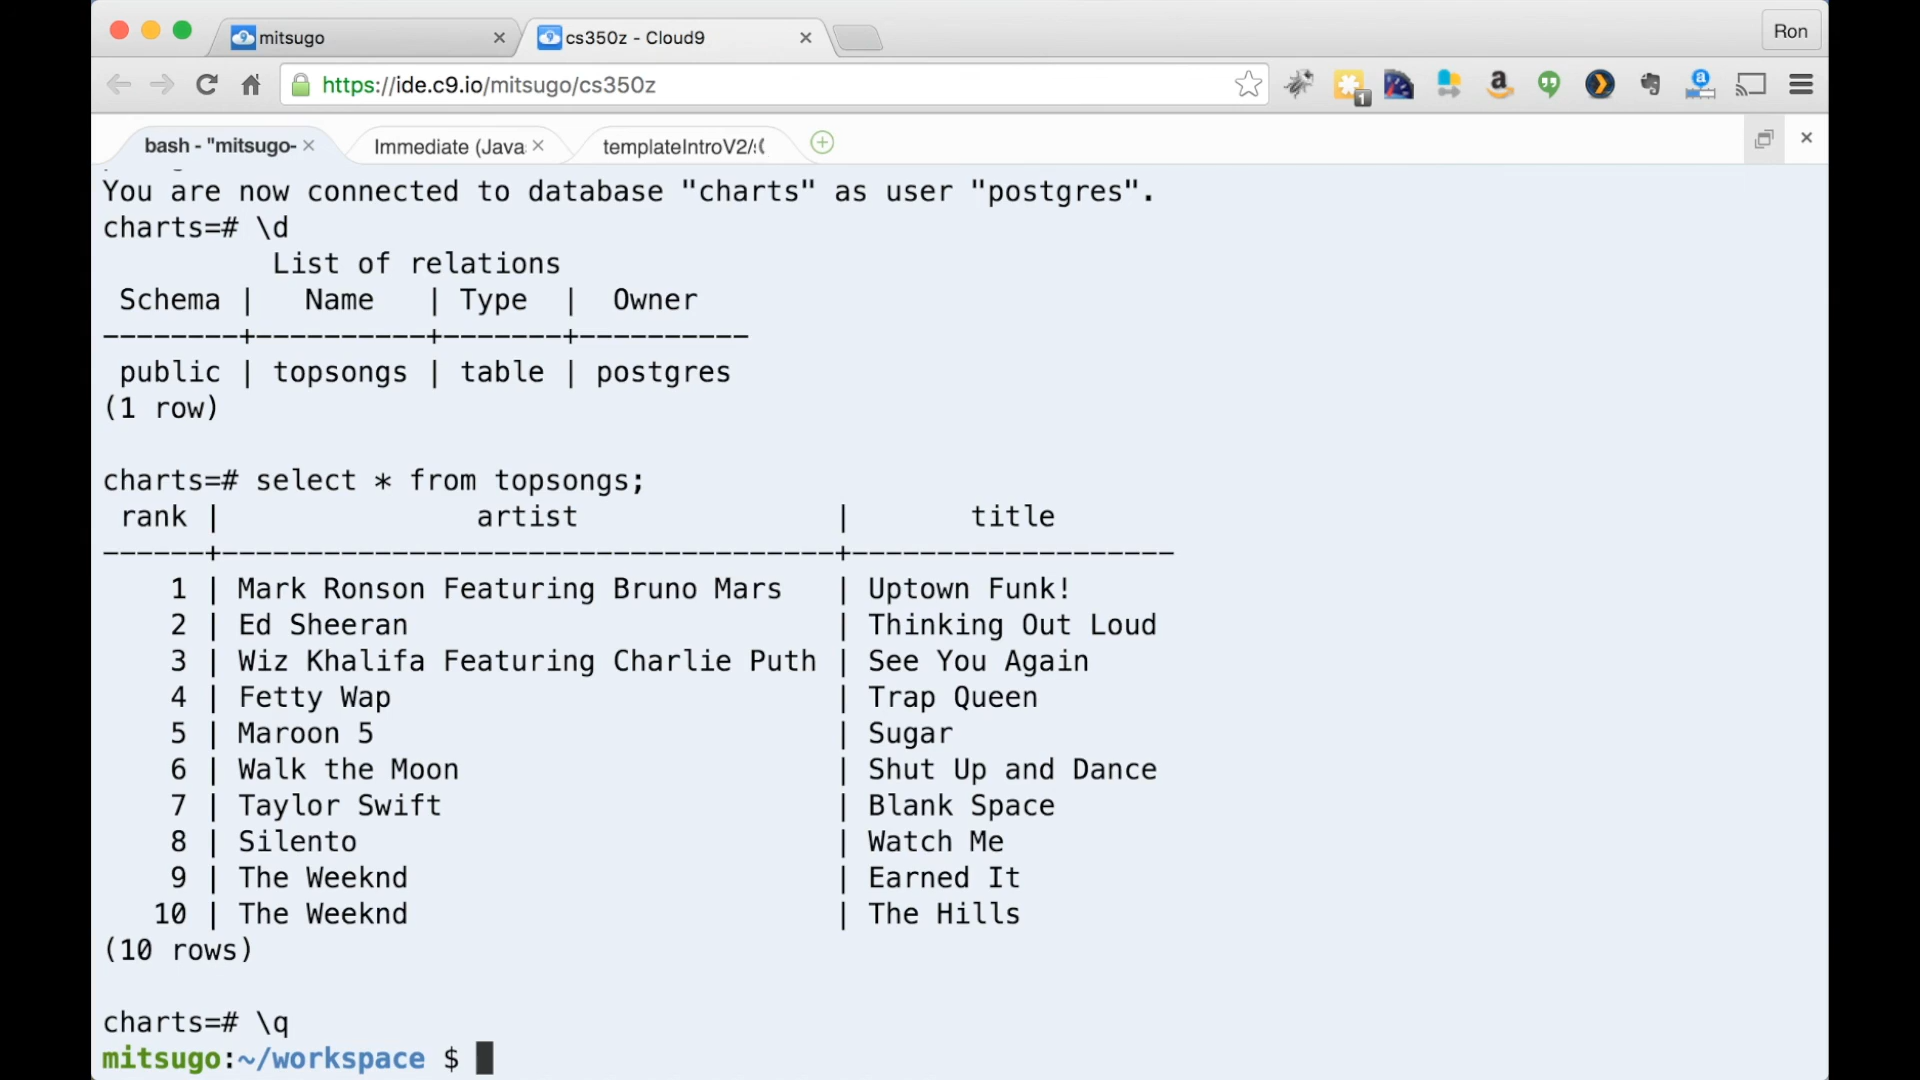 mitsugo
cs350z - Cloud9
Ron
https://ide.c9.io/mitsugo/cs350z
1
bash - "mitsugo-
Immediate (Java
templateIntroV2/
You are now connected to database "charts" as user "postgres".
charts=# \d
List of relations
Schema | Name | Type | Owner
--------+----------+-------+----------
public | topsongs | table | postgres
(1 row)
charts=# select * from topsongs;
rank | artist | title
------+------------------------------------+-------------------
1 | Mark Ronson Featuring Bruno Mars | Uptown Funk!
2 | Ed Sheeran | Thinking Out Loud
3 | Wiz Khalifa Featuring Charlie Puth | See You Again
4 | Fetty Wap | Trap Queen
5 | Maroon 5 | Sugar
6 | Walk the Moon | Shut Up and Dance
7 | Taylor Swift | Blank Space
8 | Silento | Watch Me
9 | The Weeknd | Earned It
10 | The Weeknd | The Hills
(10 rows)
charts=# \q
mitsugo:~/workspace $